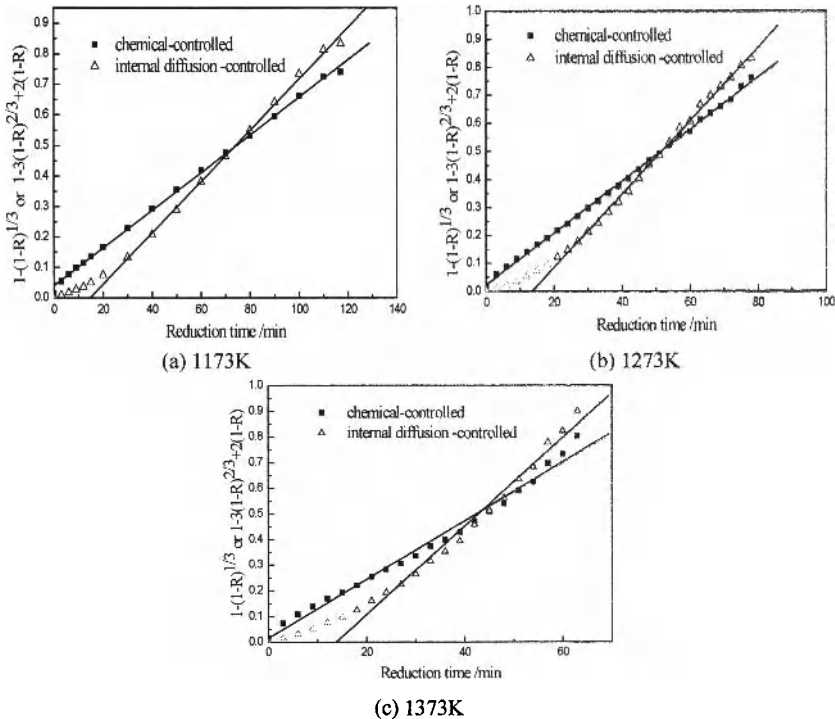 1-(1-R)^1/3 or 1-3(1-R)^2/3+2(1-R)
0.9
0.8
0.7
0.6
0.5
0.4
0.3
0.2
0.1
0.0
chemical-controlled
internal diffusion -controlled
0 20 40 60 80 100 120 140
Reduction time /min
(a) 1173K
1-(1-R)^1/3 or 1-3(1-R)^2/3+2(1-R)
1.0
0.9
0.8
0.7
0.6
0.5
0.4
0.3
0.2
0.1
0.0
chemical-controlled
internal diffusion -controlled
0 20 40 60 80 100
Reduction time /min
(b) 1273K
1-(1-R)^1/3 or 1-3(1-R)^2/3+2(1-R)
1.0
0.9
0.8
0.7
0.6
0.5
0.4
0.3
0.2
0.1
0.0
chemical-controlled
internal diffusion -controlled
0 20 40 60
Reduction time /min
(c) 1373K